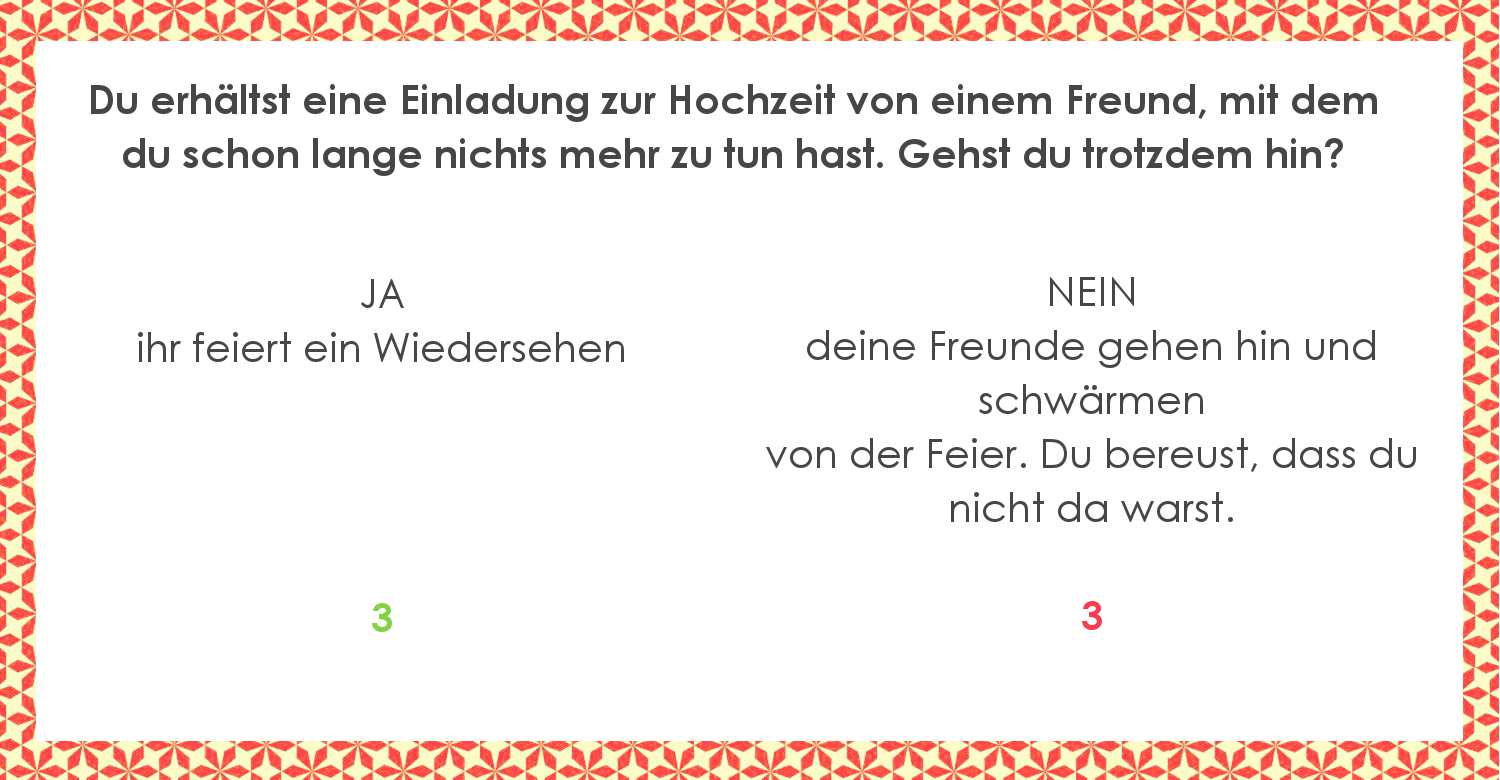 Du erhältst eine Einladung zur Hochzeit von einem Freund, mit dem
du schon lange nichts mehr zu tun hast. Gehst du trotzdem hin?
JA
ihr feiert ein Wiedersehen
3
NEIN
deine Freunde gehen hin und
schwärmen
von der Feier. Du bereust, dass du
nicht da warst.
3